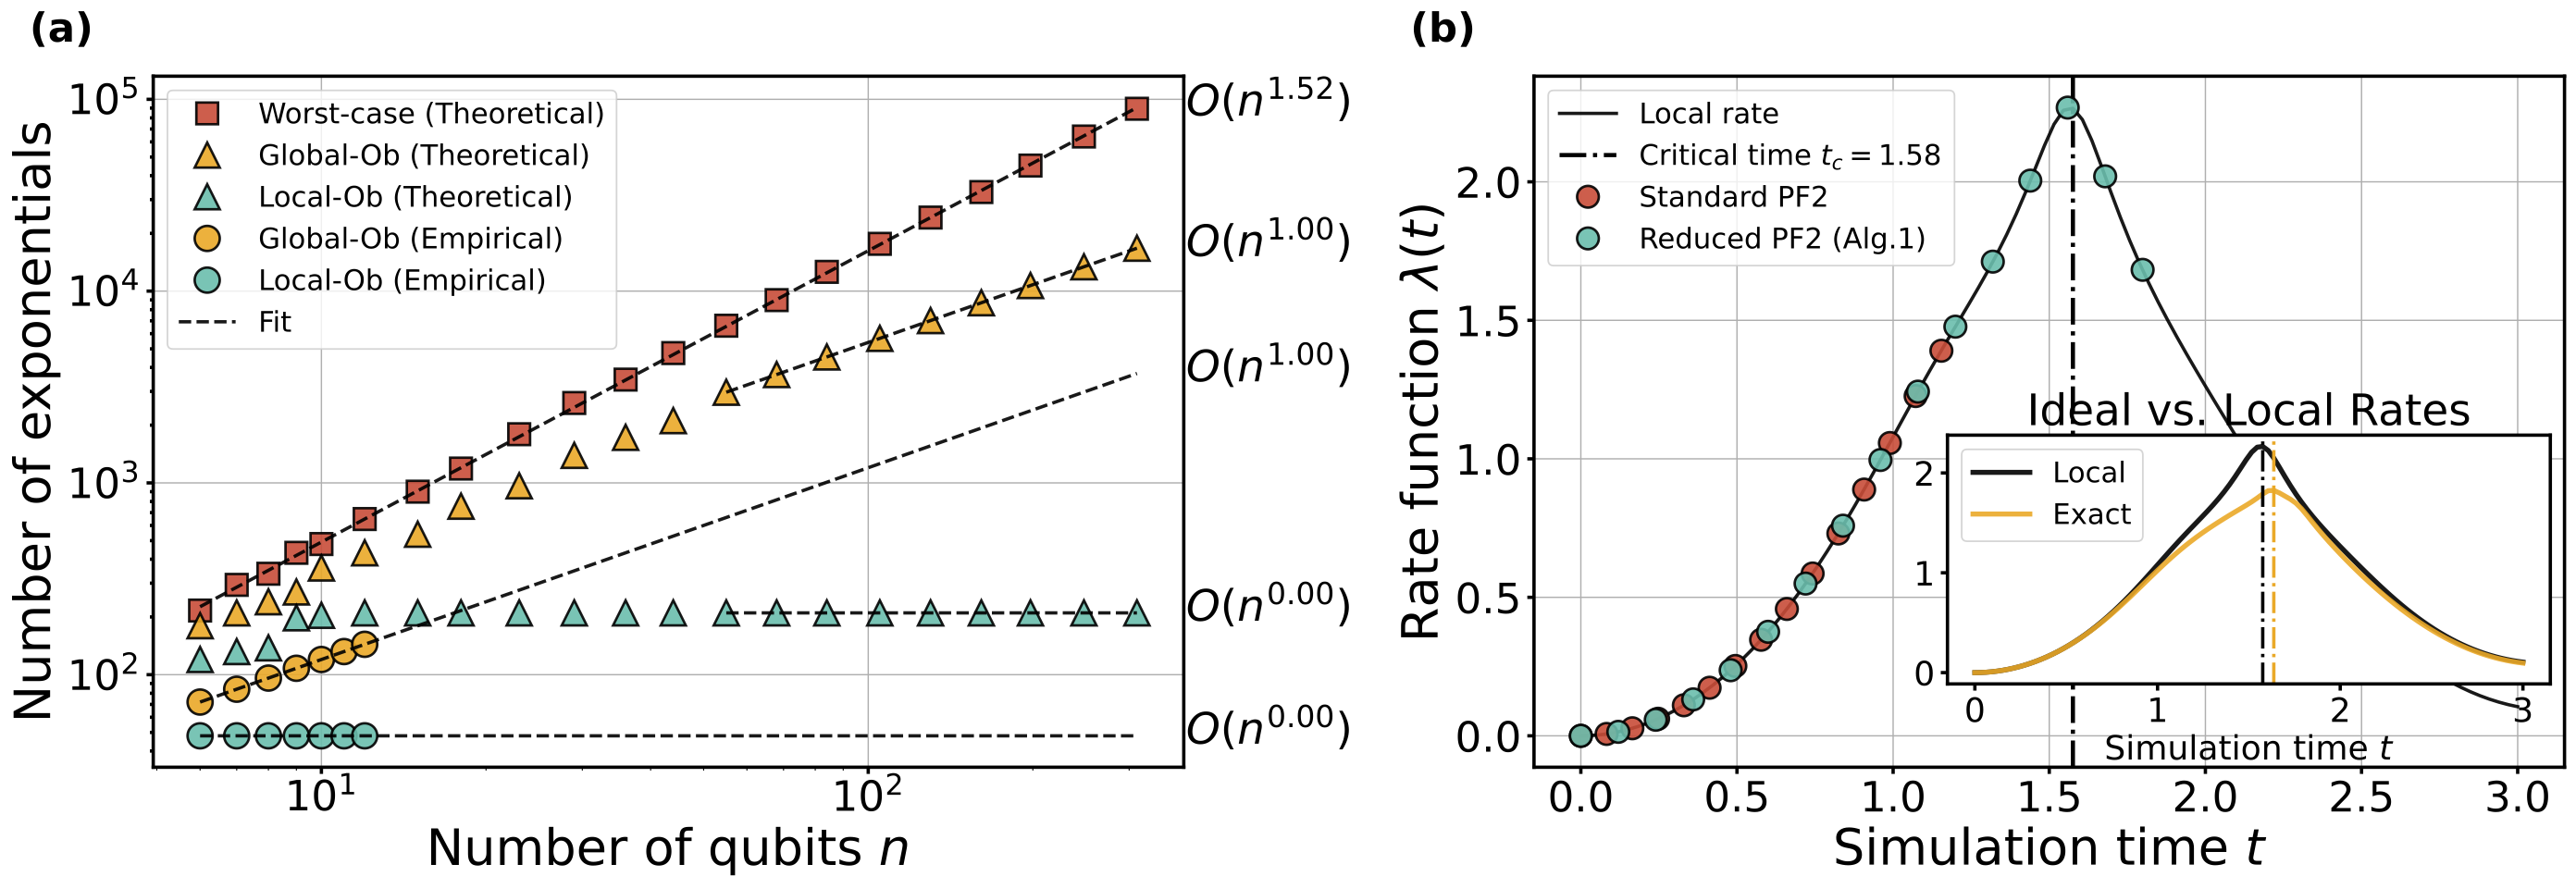 (a)
Number of exponentials
10^5
10^4
10^3
10^2
Worst-case (Theoretical)
Global-Ob (Theoretical)
Local-Ob (Theoretical)
Global-Ob (Empirical)
Local-Ob (Empirical)
Fit
O(n^{1.52})
O(n^{1.00})
O(n^{1.00})
O(n^{0.00})
O(n^{0.00})
10^1
10^2
Number of qubits n
(b)
Rate function λ(t)
2.0
1.5
1.0
0.5
0.0
Local rate
Critical time t_c = 1.58
Standard PF2
Reduced PF2 (Alg.1)
Ideal vs. Local Rates
Local
Exact
2
1
0
0
1
2
3
Simulation time t
0.0
0.5
1.0
1.5
2.0
2.5
3.0
Simulation time t